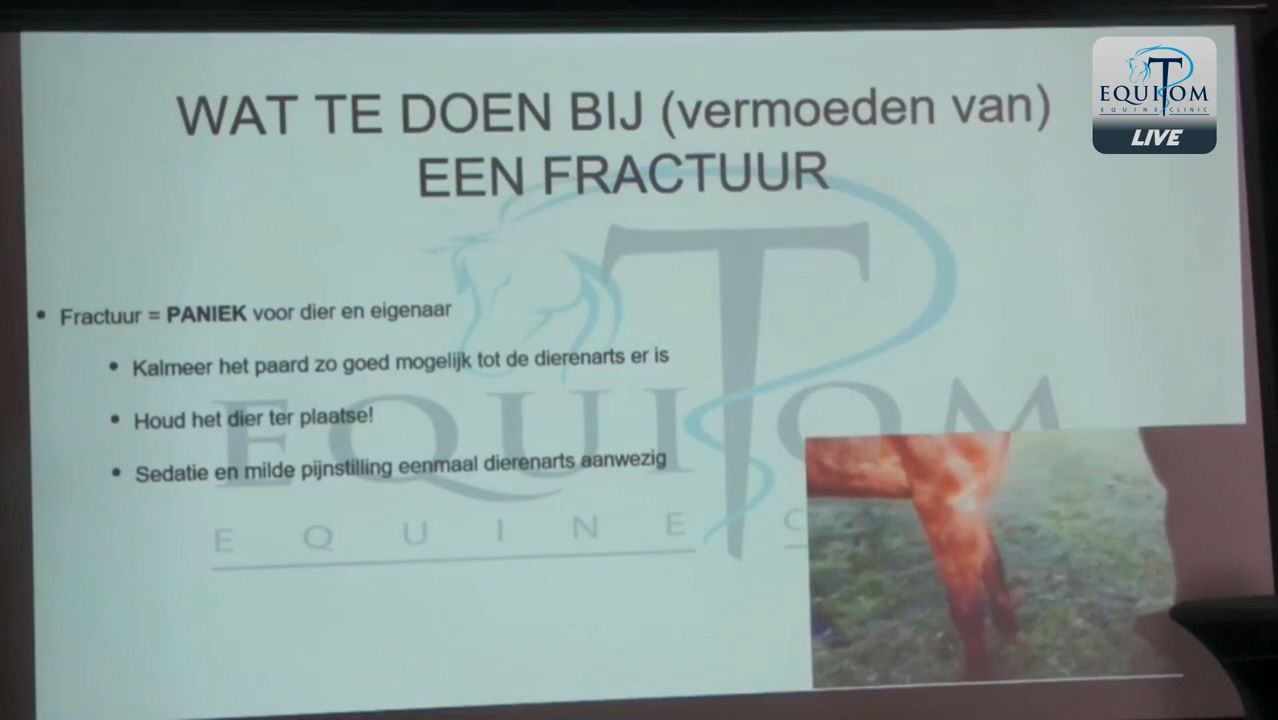 WAT TE DOEN BIJ (vermoeden van)
EEN FRACTUUR
EQUITOM
EQUINE CLINIC
LIVE
• Fractuur = PANIEK voor dier en eigenaar
• Kalmeer het paard zo goed mogelijk tot de dierenarts er is
• Houd het dier ter plaatse!
• Sedatie en milde pijnstilling eenmaal dierenarts aanwezig
EQUITOM
EQUINE C